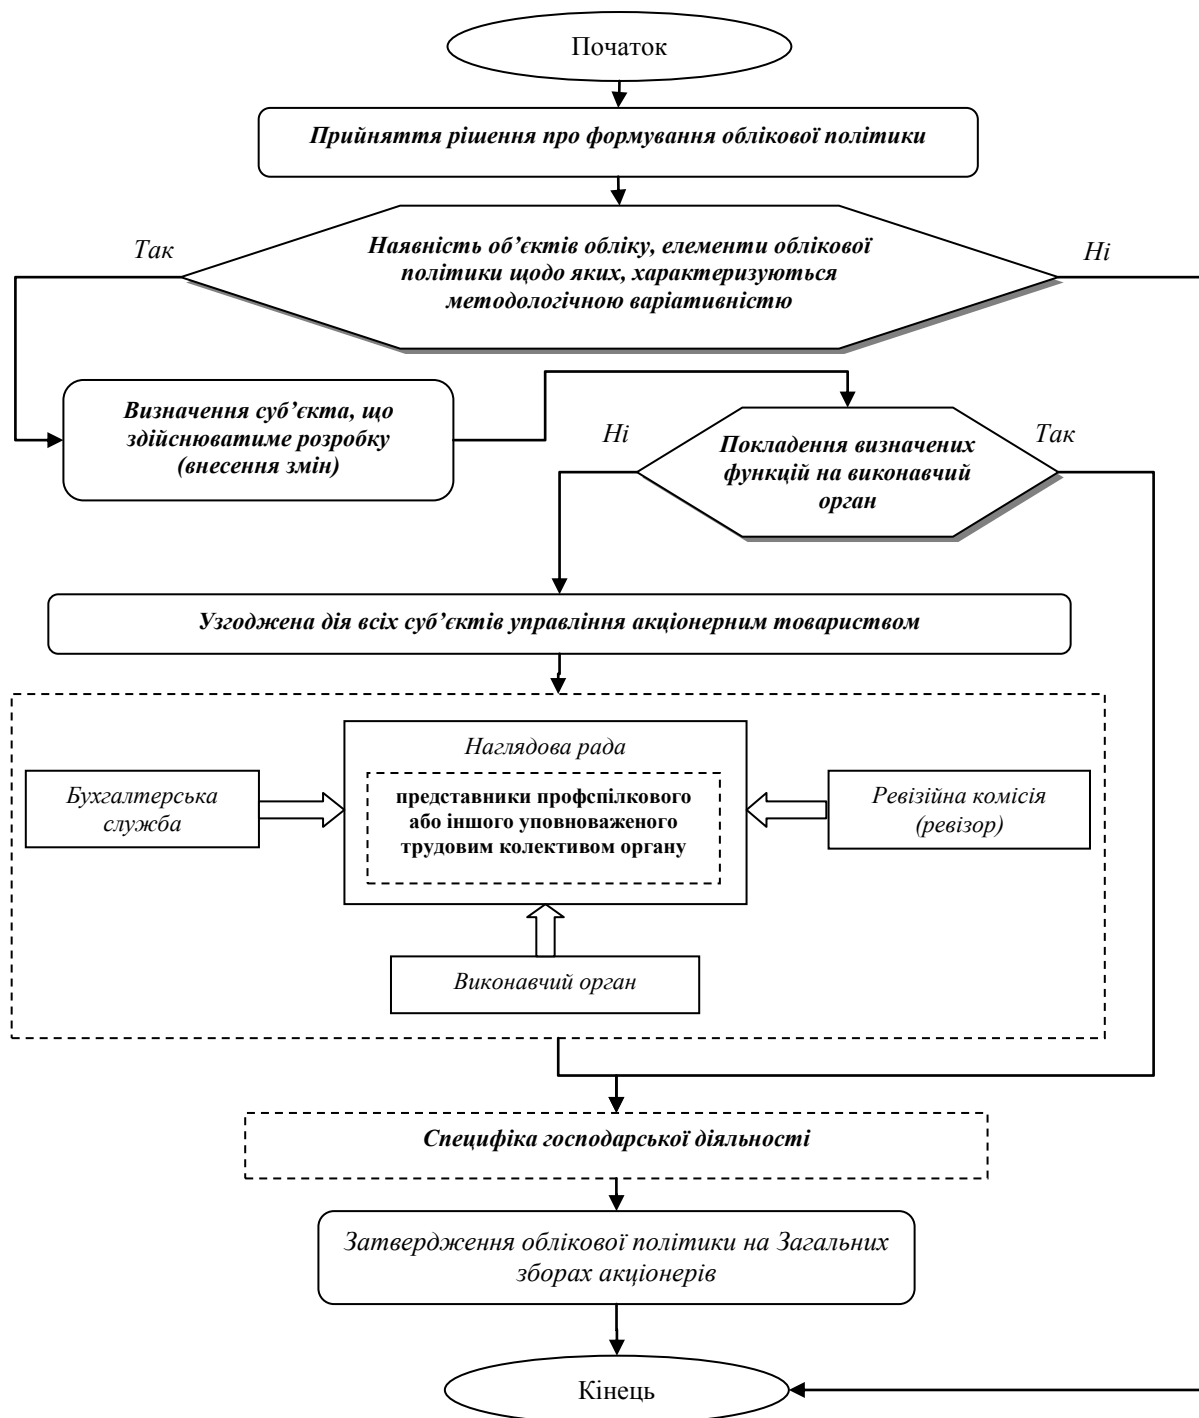 Початок
Прийняття рішення про формування облікової політики
Так
Наявність об’єктів обліку, елементи облікової
політики щодо яких, характеризуються
методологічною варіативністю
Ні
Визначення суб’єкта, що
здійснюватиме розробку
(внесення змін)
Ні
Покладення визначених
функцій на виконавчий
орган
Так
Узгоджена дія всіх суб’єктів управління акціонерним товариством
Наглядова рада
Бухгалтерська
служба
представники профспілкового
або іншого уповноваженого
трудовим колективом органу
Ревізійна комісія
(ревізор)
Виконавчий орган
Специфіка господарської діяльності
Затвердження облікової політики на Загальних
зборах акціонерів
Кінець